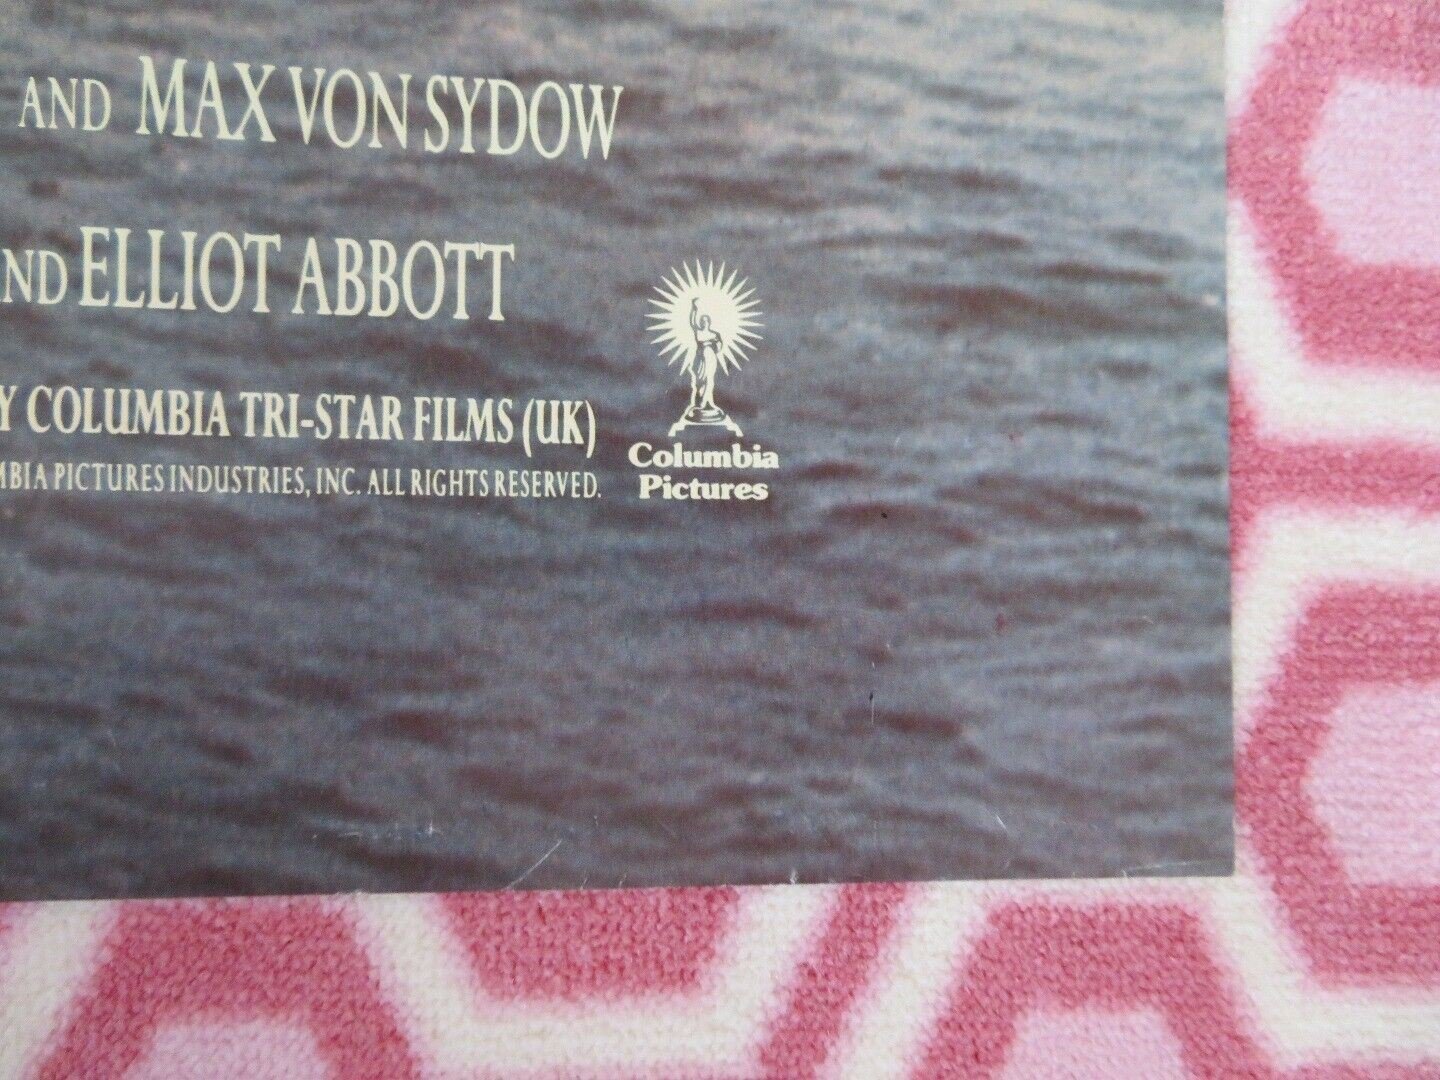 AND MAX VON SYDOW
ND ELLIOT ABBOTT
Y COLUMBIA TRI-STAR FILMS (UK)
MBIA PICTURES INDUSTRIES, INC. ALL RIGHTS RESERVED.
Columbia
Pictures